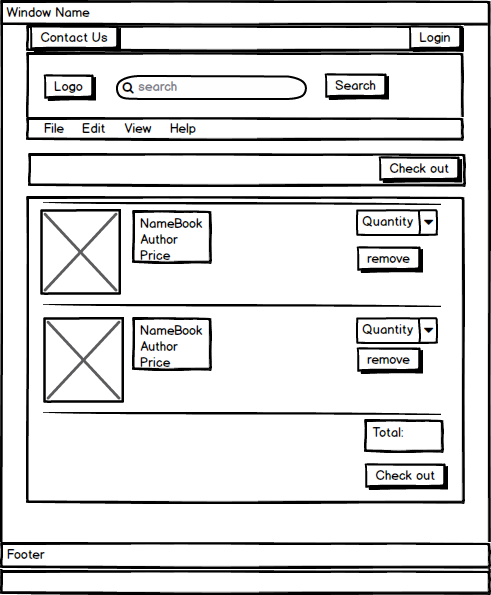 Window Name
Contact Us Login
Logo search Search
File Edit View Help
Check out
NameBook Quantity
Author
Price remove
NameBook Quantity
Author
Price remove
Total:
Check out
Footer